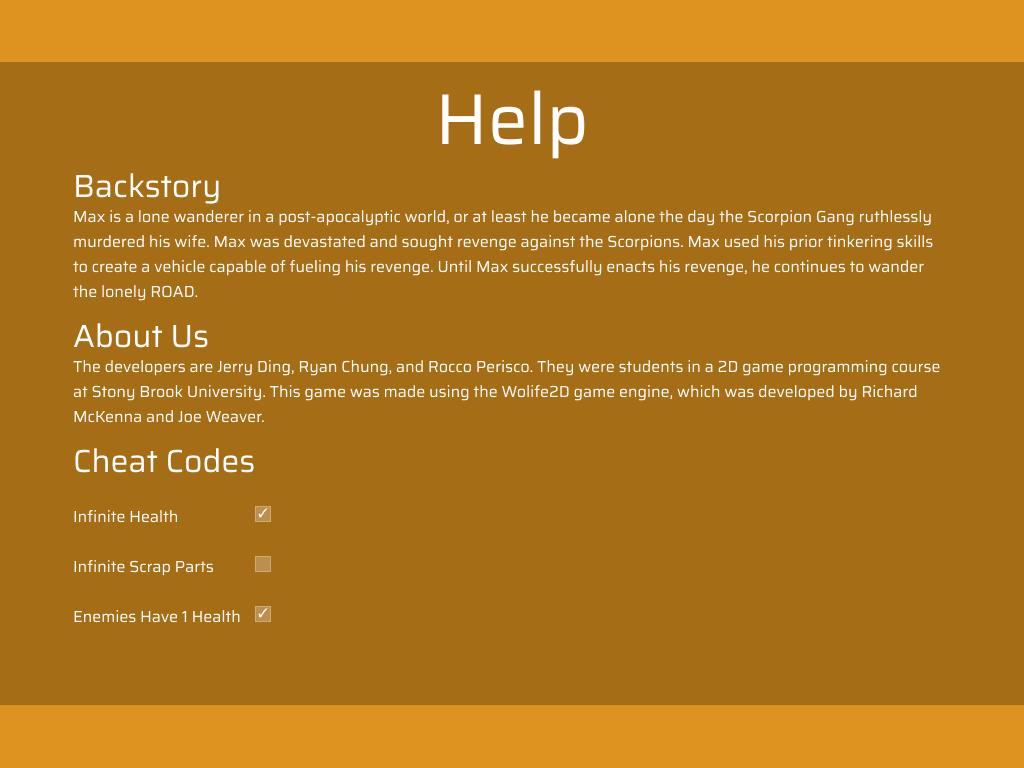 Help
Backstory
Max is a lone wanderer in a post-apocalyptic world, or at least he became alone the day the Scorpion Gang ruthlessly
murdered his wife. Max was devastated and sought revenge against the Scorpions. Max used his prior tinkering skills
to create a vehicle capable of fueling his revenge. Until Max successfully enacts his revenge, he continues to wander
the lonely ROAD.
About Us
The developers are Jerry Ding, Ryan Chung, and Rocco Perisco. They were students in a 2D game programming course
at Stony Brook University. This game was made using the Wolife2D game engine, which was developed by Richard
McKenna and Joe Weaver.
Cheat Codes
Infinite Health
Infinite Scrap Parts
Enemies Have 1 Health